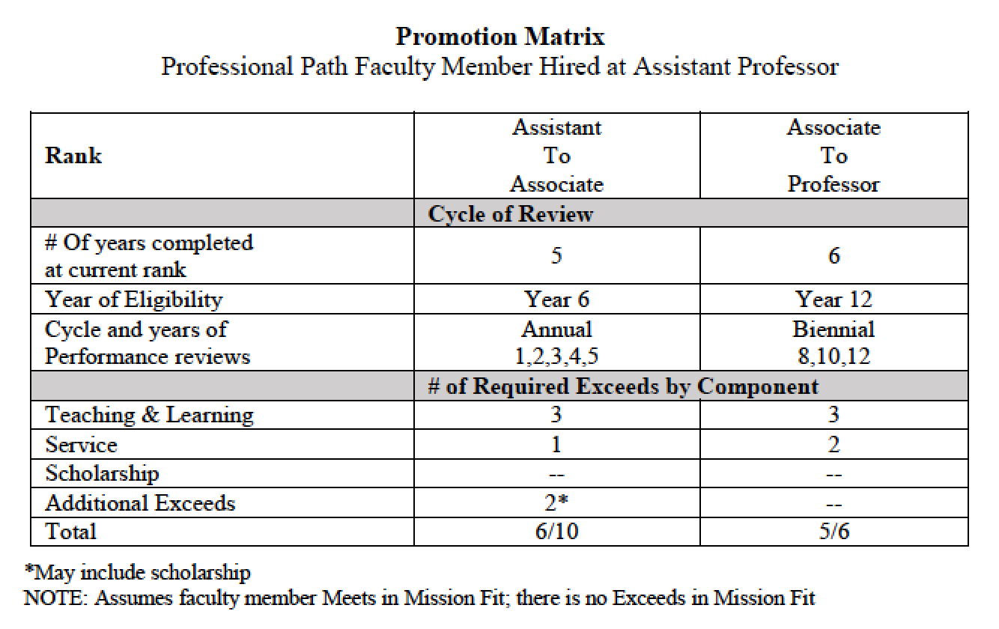 Promotion Matrix
Professional Path Faculty Member Hired at Assistant Professor
Rank
Assistant
To
Associate
Associate
To
Professor
Cycle of Review
# Of years completed
at current rank
5
6
Year of Eligibility
Year 6
Year 12
Cycle and years of
Performance reviews
Annual
1,2,3,4,5
Biennial
8,10,12
# of Required Exceeds by Component
Teaching & Learning
3
3
Service
1
2
Scholarship
--
--
Additional Exceeds
2*
--
Total
6/10
5/6
*May include scholarship
NOTE: Assumes faculty member Meets in Mission Fit; there is no Exceeds in Mission Fit